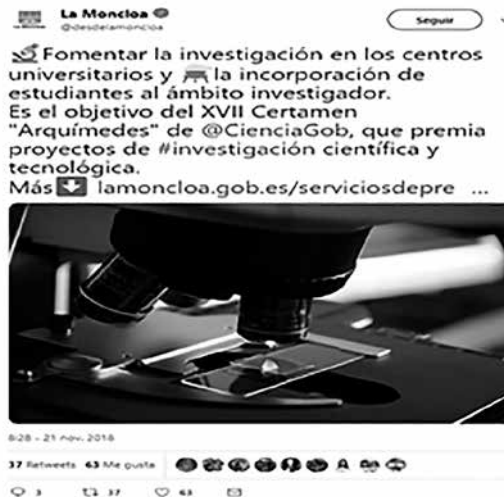 La Moncloa
@desdelamoncloa
Seguir
Fomentar la investigación en los centros
universitarios y la incorporación de
estudiantes al ámbito investigador.
Es el objetivo del XVII Certamen
"Arquímedes" de @CienciaGob, que premia
proyectos de #investigación científica y
tecnológica.
Más lamoncloa.gob.es/serviciosdepre ...
8:28 - 21 nov. 2018
37 Retweets 63 Me gusta
3 37 63